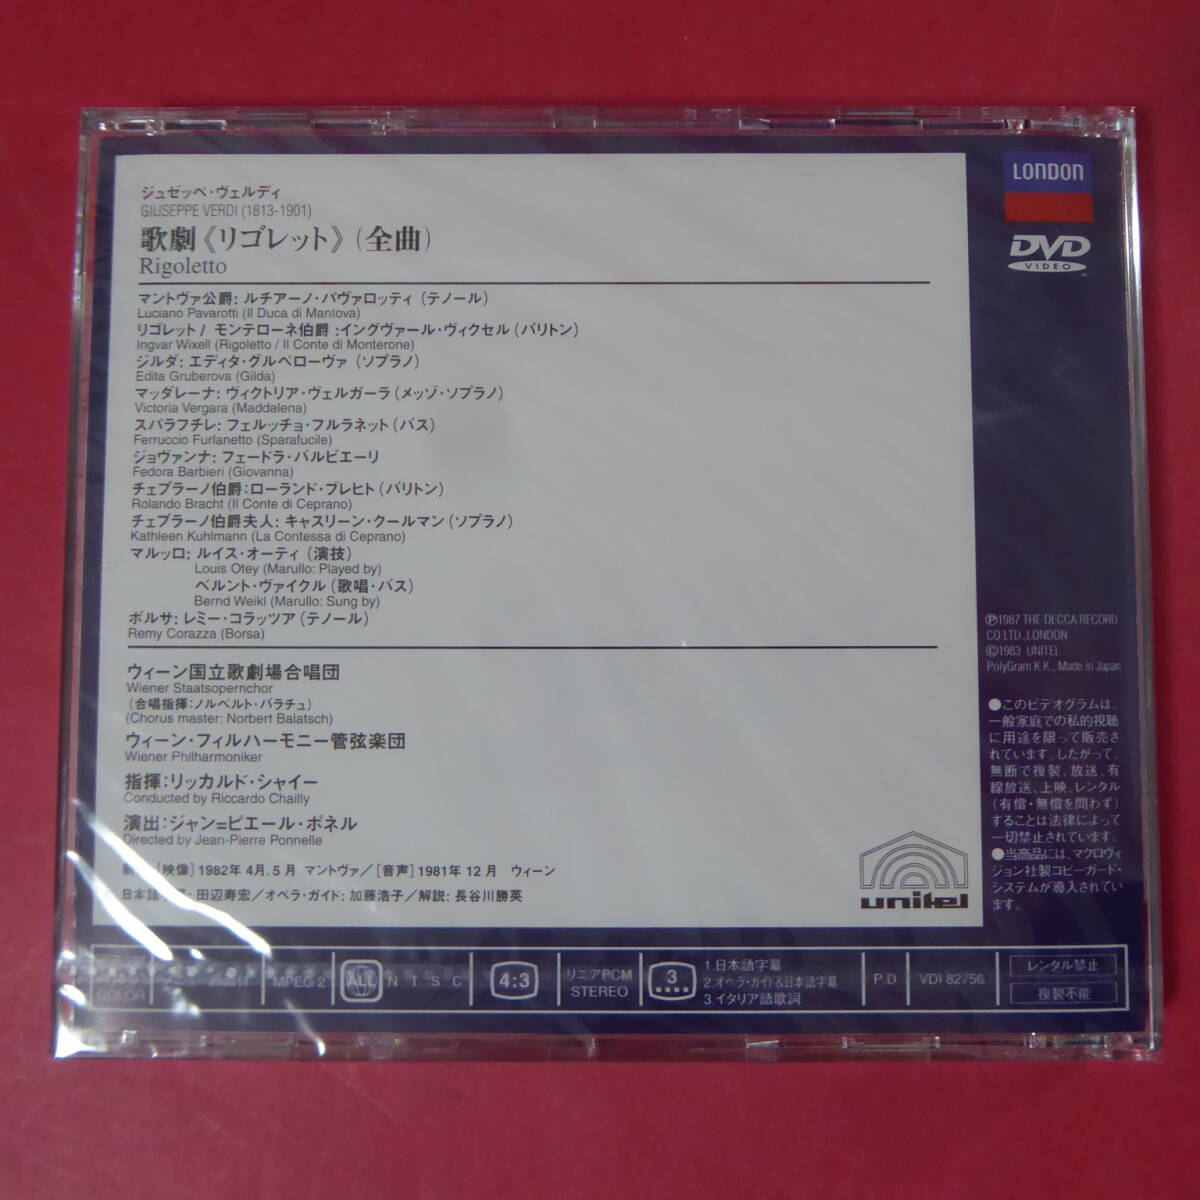 ジュゼッペ・ヴェルディ
GIUSEPPE VERDI (1813-1901)
歌劇《リゴレット》(全曲)
Rigoletto
マントヴァ公爵: ルチアーノ・パヴァロッティ (テノール)
Luciano Pavarotti (Il Duca di Mantova)
リゴレット / モンテローネ伯爵 :イングヴァール・ヴィクセル (バリトン)
Ingvar Wixell (Rigoletto / Il Conte di Monterone)
ジルダ: エディタ・グルベローヴァ (ソプラノ)
Edita Gruberova (Gilda)
マッダレーナ: ヴィクトリア・ヴェルガーラ (メッゾ・ソプラノ)
Victoria Vergara (Maddalena)
スパラフチレ: フェルッチョ・フルラネット (バス)
Ferruccio Furlanetto (Sparafucile)
ジョヴァンナ: フェードラ・バルビエーリ
Fedora Barbieri (Giovanna)
チェプラーノ伯爵:ローランド・ブレヒト (バリトン)
Rolando Bracht (Il Conte di Ceprano)
チェプラーノ伯爵夫人: キャスリーン・クールマン (ソプラノ)
Kathleen Kuhlmann (La Contessa di Ceprano)
マルッロ: ルイス・オーティ (演技)
Louis Otey (Marullo: Played by)
ベルント・ヴァイクル (歌唱・バス)
Bernd Weikl (Marullo: Sung by)
ボルサ: レミー・コラッツア (テノール)
Remy Corazza (Borsa)
ウィーン国立歌劇場合唱団
Wiener Staatsopernchor
(合唱指揮:ノルベルト・バラチュ)
(Chorus master: Norbert Balatsch)
ウィーン・フィルハーモニー管弦楽団
Wiener Philharmoniker
指揮:リッカルド・シャイー
Conducted by Riccardo Chailly
演出:ジャン=ピエール・ポネル
Directed by Jean-Pierre Ponnelle
[映像] 1982年 4月、5月 マントヴァ/[音声] 1981年 12月 ウィーン
日本語 : 田辺寿宏/オペラ・ガイド: 加藤浩子/解説: 長谷川勝英
unitel
LONDON
DVD
VIDEO
Ⓟ1987 THE DECCA RECORD
CO.LTD.,LONDON
©1983 UNITEL
PolyGram K.K., Made in Japan
●このビデオグラムは、
一般家庭での私的視聴
に用途を限って販売さ
れています。したがって、
無断で複製、放送、有
線放送、上映、レンタル
(有償・無償を問わず)
することは法律によって
一切禁止されています。
●当商品には、マクロヴィ
ジョン社製コピーガード・
システムが導入されてい
ます。
COLOR
MPEG 2
ALL
NTSC
4:3
リニアPCM
STEREO
3
1.日本語字幕
2.オペラ・ガイド&日本語字幕
3.イタリア語歌詞
P.D.
VDI 82756
レンタル禁止
複製不能